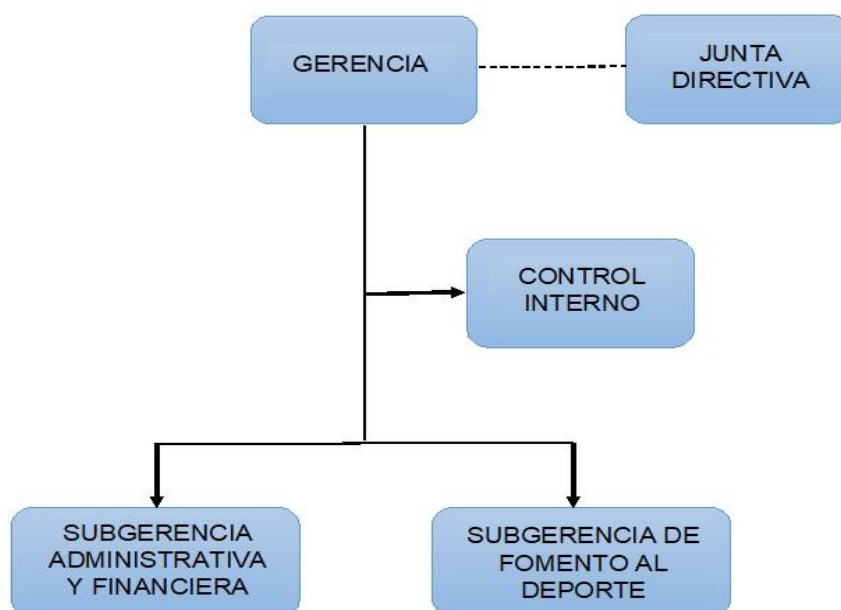 GERENCIA
JUNTA
DIRECTIVA
CONTROL
INTERNO
SUBGERENCIA
ADMINISTRATIVA
Y FINANCIERA
SUBGERENCIA DE
FOMENTO AL
DEPORTE